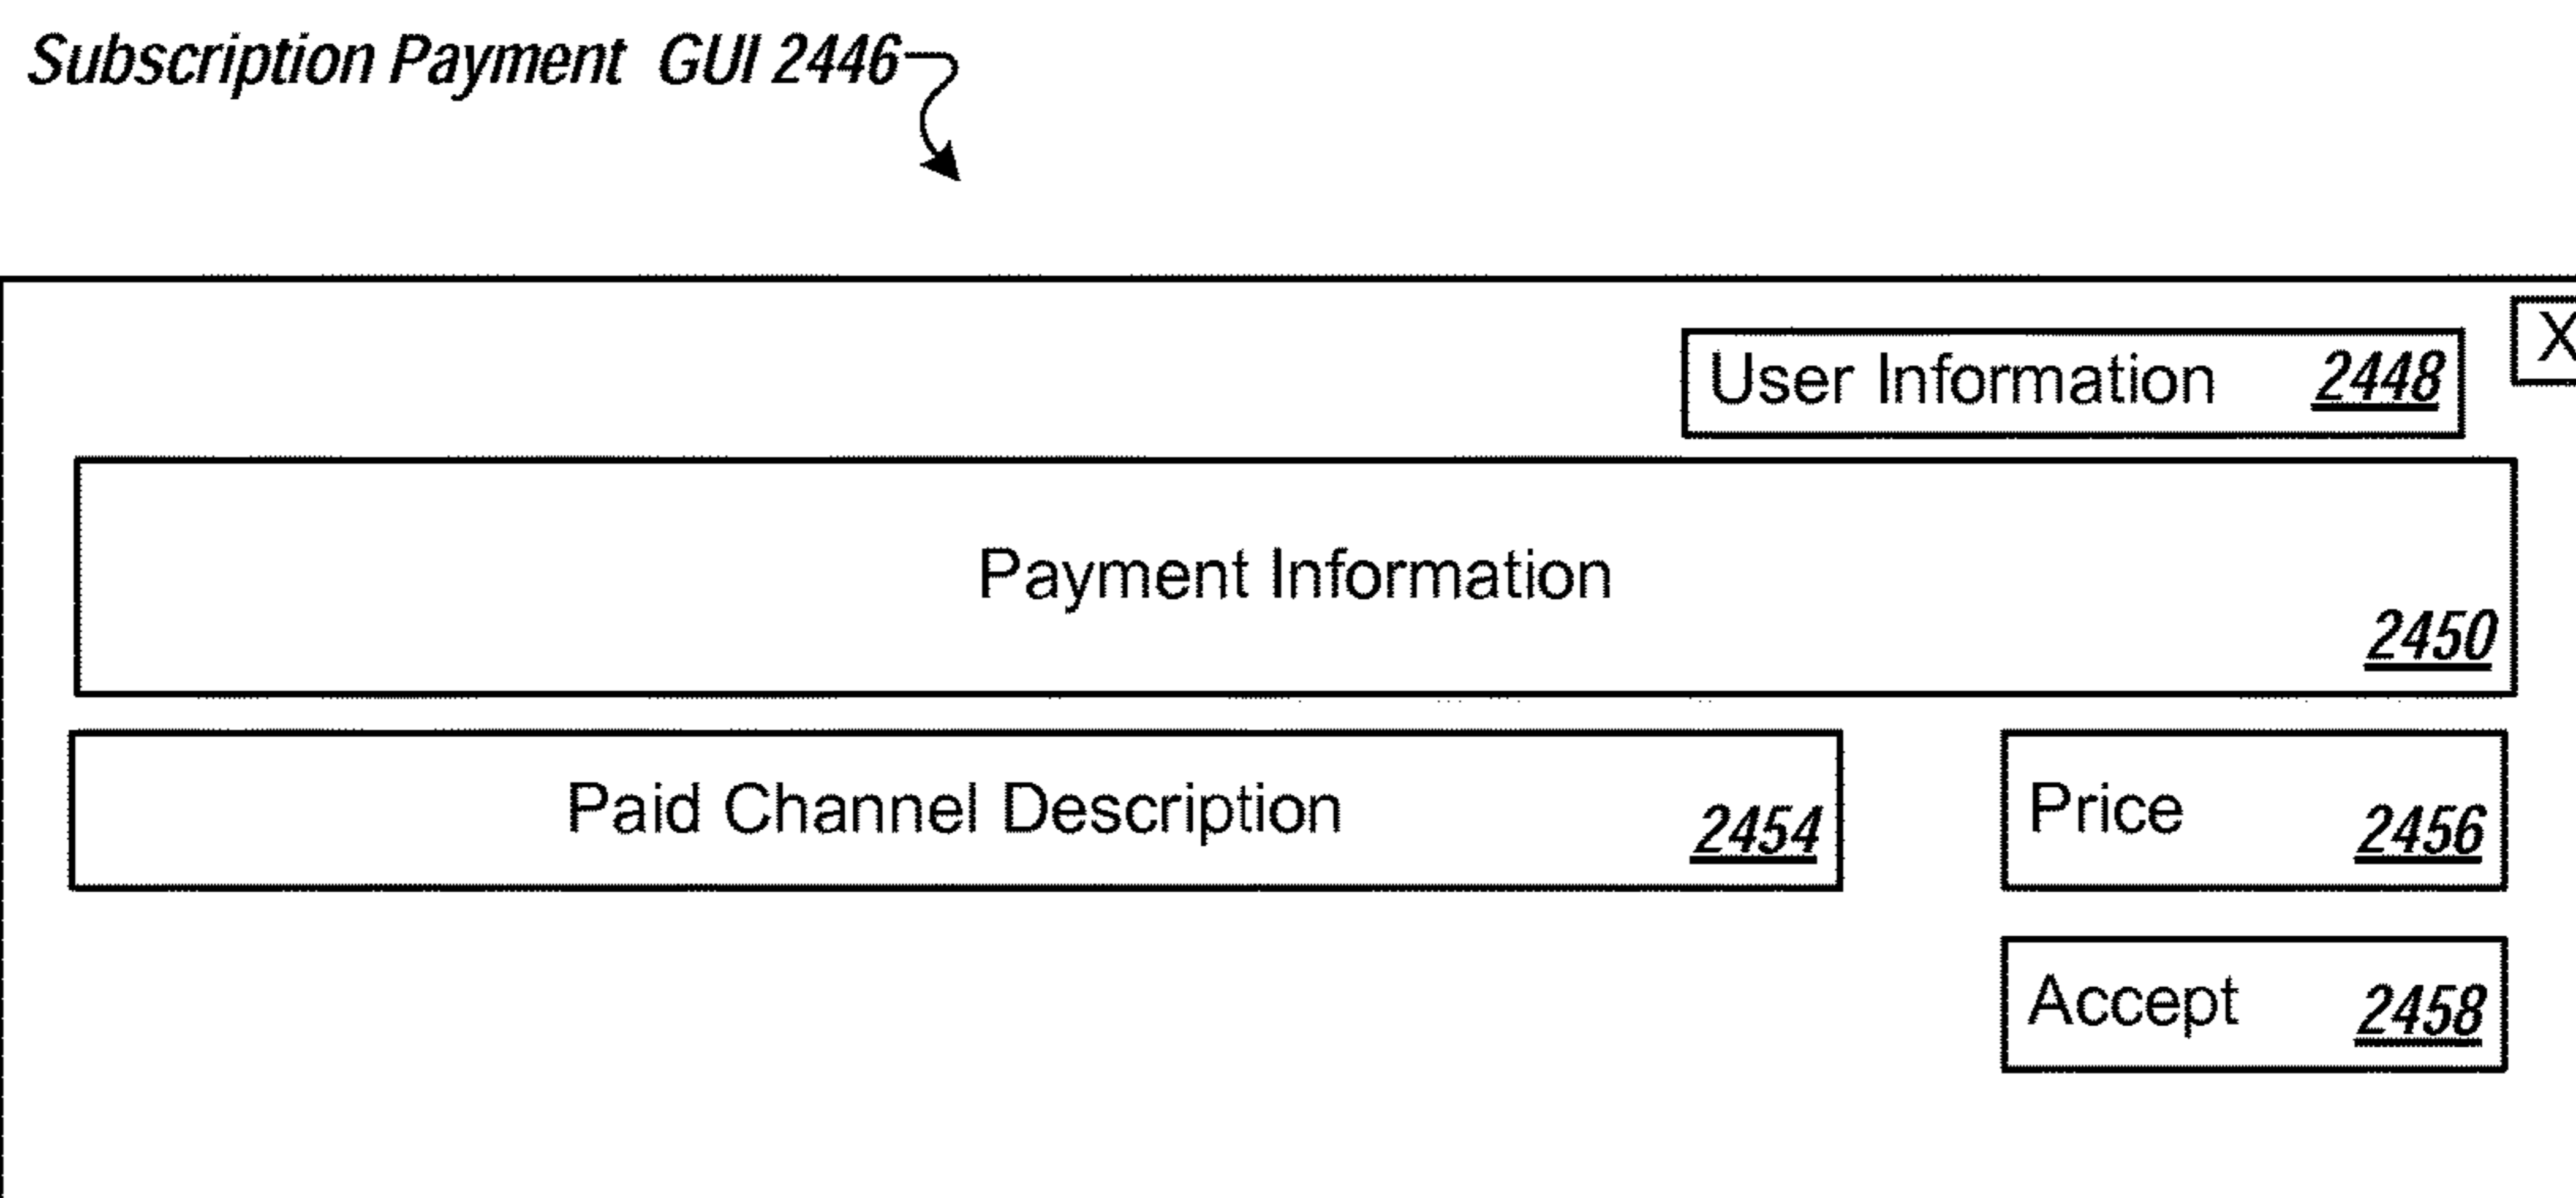 Subscription Payment GUI 2446
X
User Information 2448
Payment Information
2450
Paid Channel Description 2454
Price 2456
Accept 2458